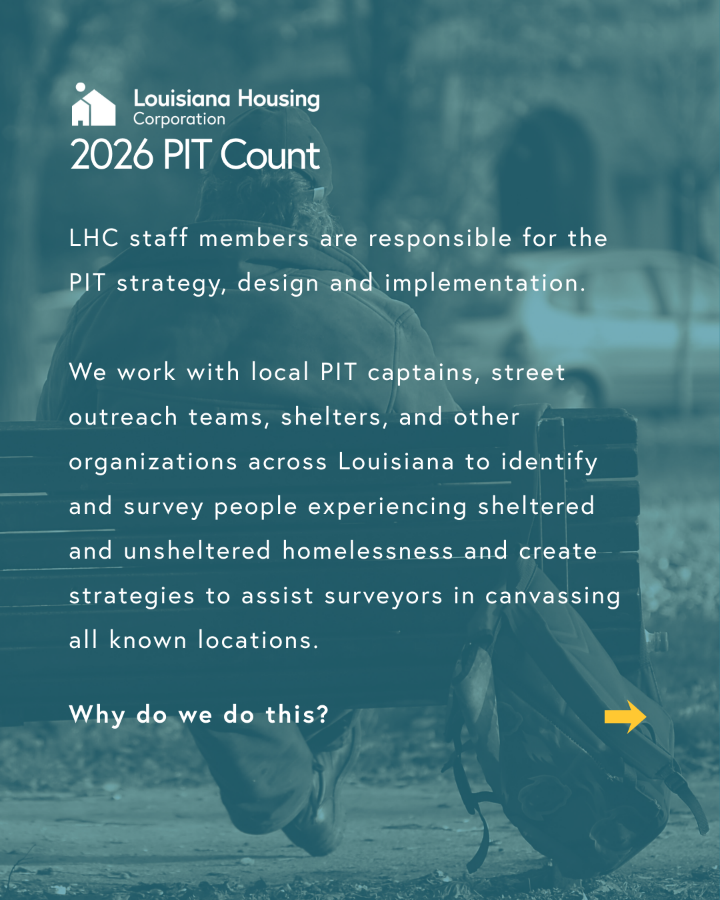 Louisiana Housing
Corporation
2026 PIT Count
LHC staff members are responsible for the
PIT strategy, design and implementation.
We work with local PIT captains, street
outreach teams, shelters, and other
organizations across Louisiana to identify
and survey people experiencing sheltered
and unsheltered homelessness and create
strategies to assist surveyors in canvassing
all known locations.
Why do we do this?